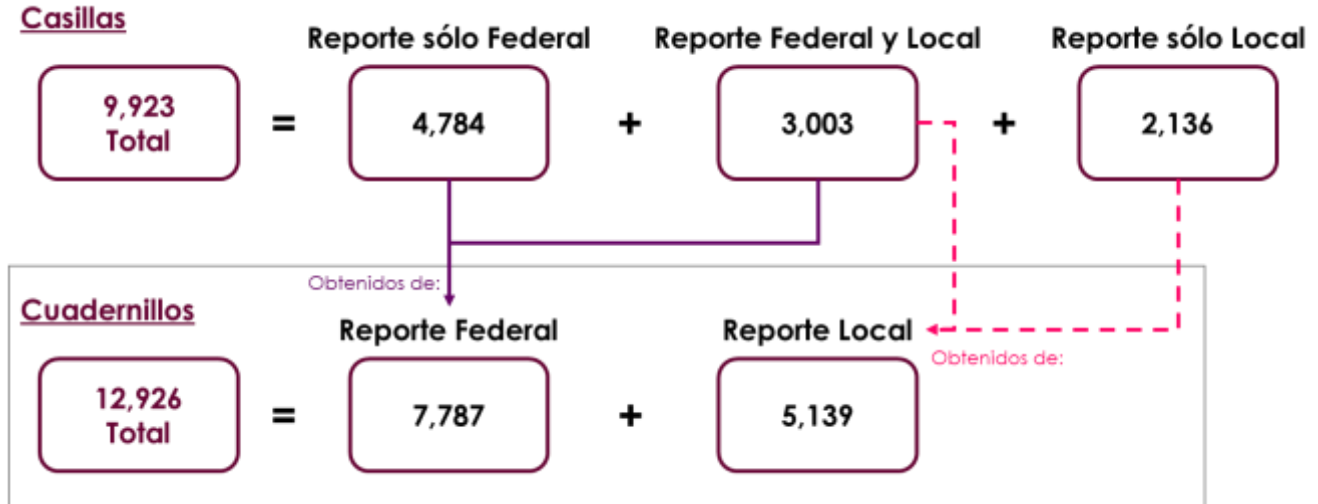 Casillas
Reporte sólo Federal
Reporte Federal y Local
Reporte sólo Local
9,923
Total
=
4,784
+
3,003
+
2,136
Obtenidos de:
Cuadernillos
Reporte Federal
Reporte Local
Obtenidos de:
12,926
Total
=
7,787
+
5,139